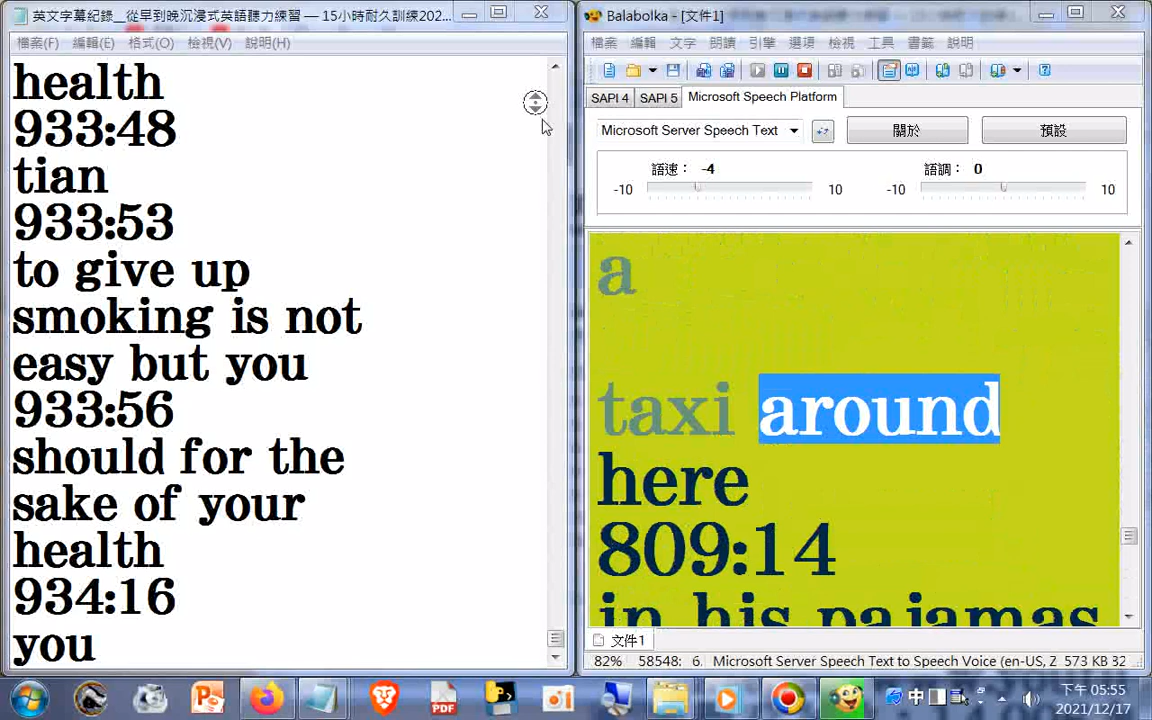 英文字幕紀錄__從早到晚沉浸式英語聽力練習 — 15小時耐久訓練202...
檔案(F) 編輯(E) 格式(O) 檢視(V) 說明(H)
health
933:48
tian
933:53
to give up
smoking is not
easy but you
933:56
should for the
sake of your
health
934:16
you
Balabolka - [文件1]
檔案 編輯 文字 朗讀 引擎 選項 檢視 工具 書籤 說明
SAPI 4 SAPI 5 Microsoft Speech Platform
Microsoft Server Speech Text 關於 預設
語速： -4 語調： 0
-10 10 -10 10
a
taxi around
here
809:14
in his pajamas
文件1
82% 58548: 6. Microsoft Server Speech Text to Speech Voice (en-US, Z 573 KB 32
PDF
中
下午 05:55
2021/12/17